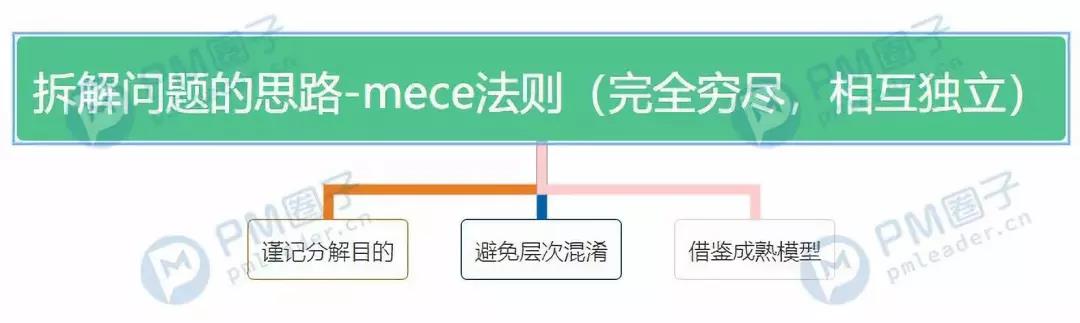 拆解问题的思路-mece法则（完全穷尽，相互独立）
谨记分解目的
避免层次混淆
借鉴成熟模型
PM圈子
pmleader.cn
PM圈子
pmleader.cn
PM圈子
pmleader.cn
PM圈子
pmleader.cn